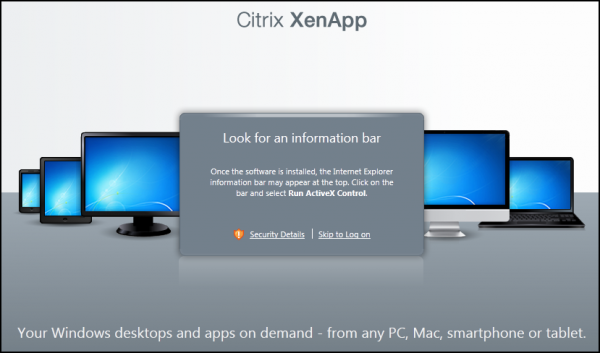 Citrix XenApp
Look for an information bar
Once the software is installed, the Internet Explorer
information bar may appear at the top. Click on the
bar and select Run ActiveX Control.
Security Details | Skip to Log on
Your Windows desktops and apps on demand - from any PC, Mac, smartphone or tablet.